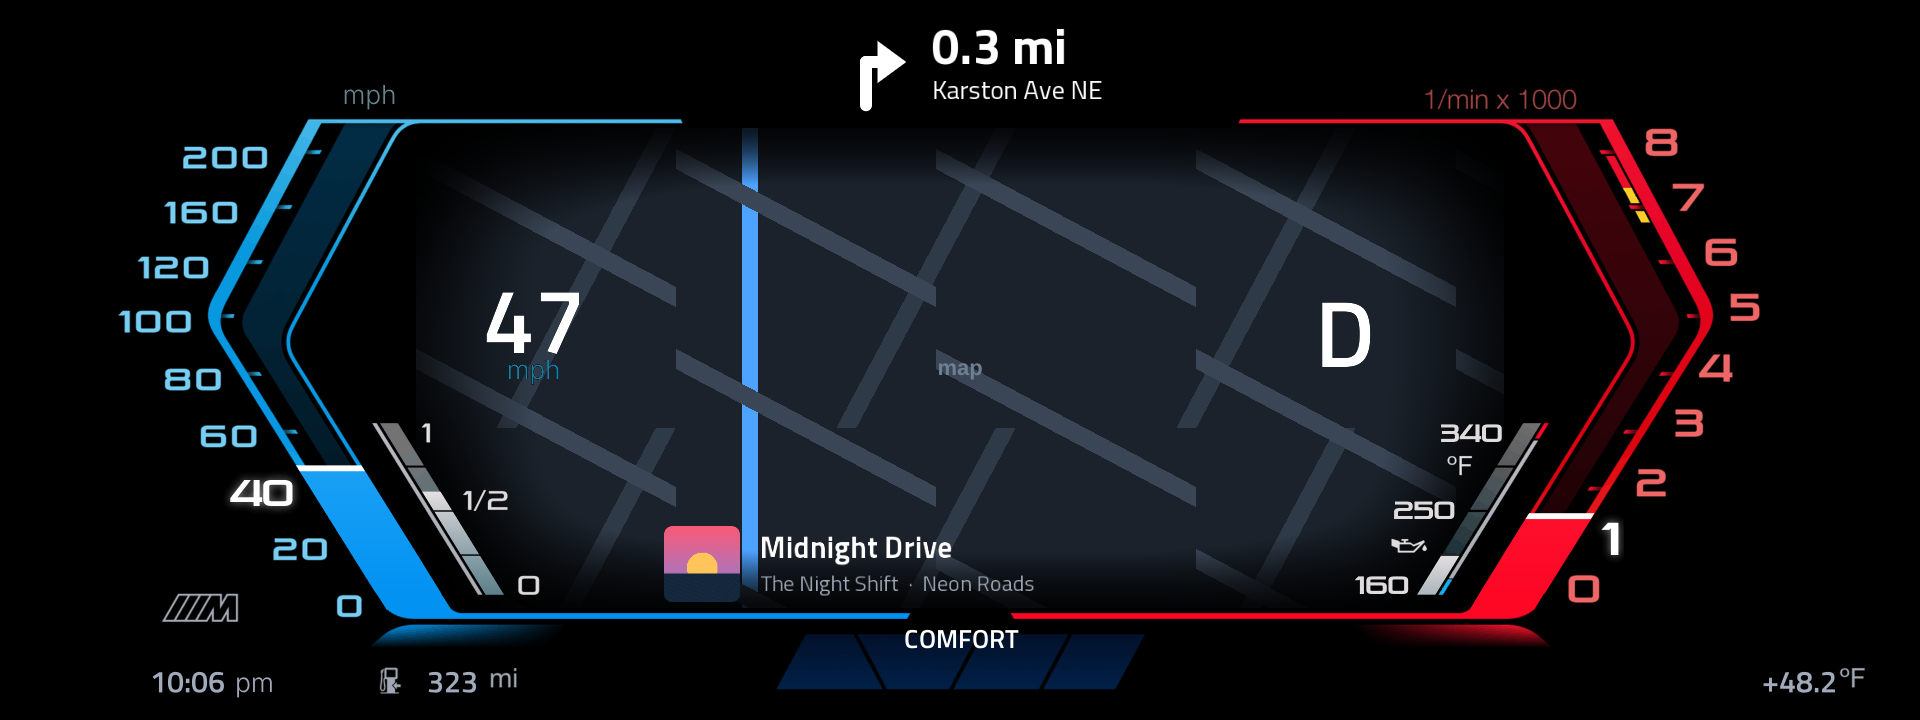 0.3 mi
Karston Ave NE
mph
1/min x 1000
200
160
120
100
80
60
40
20
0
8
7
6
5
4
3
2
1
0
47
mph
D
map
1
1/2
0
340
°F
250
160
Midnight Drive
The Night Shift · Neon Roads
M
COMFORT
10:06 pm
323 mi
+48.2°F